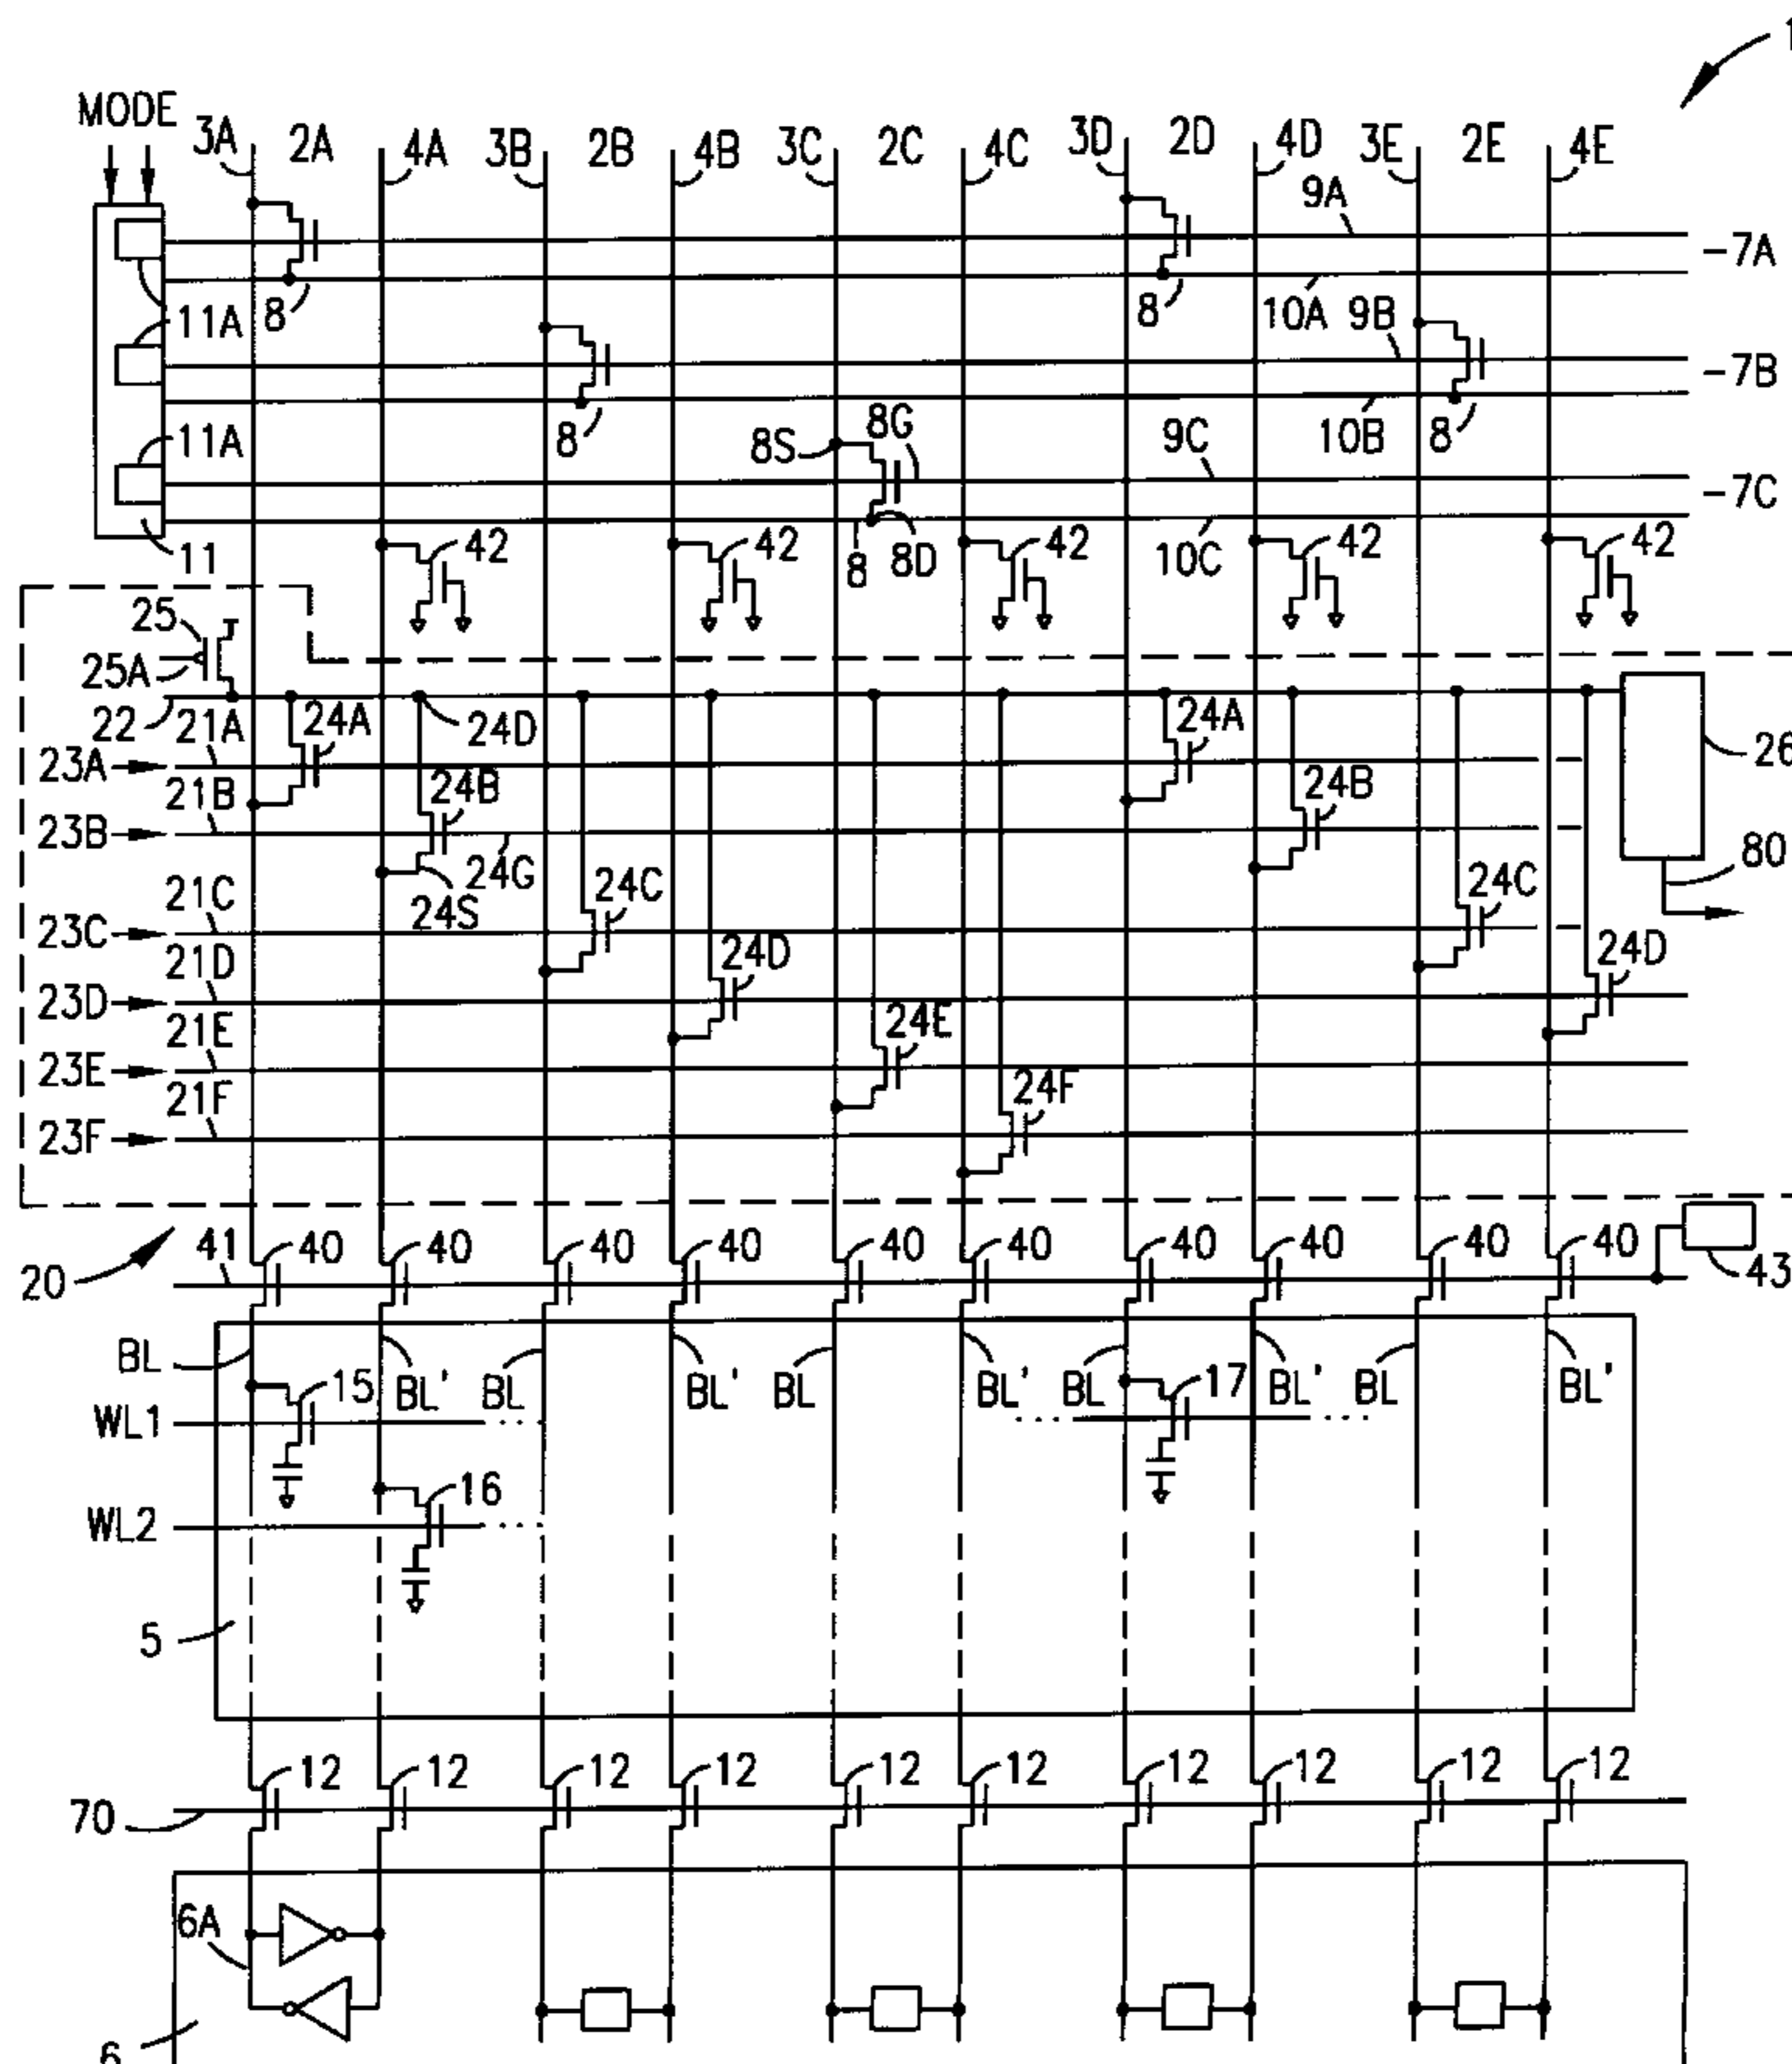 1
MODE
3A 2A 4A 3B 2B 4B 3C 2C 4C 3D 2D 4D 3E 2E 4E
9A
-7A
11A 8 8 10A 9B
-7B
11A 8 8S 8G 9C 10B 8
-7C
11 42 42 8 8D 42 10C 42 42
25
25A
22 21A 24A 24D 24A
23A 26
21B 24B 24B
23B 80
24G
21C 24S 24C 24C
23C
21D 24D 24D
23D
21E 24E
23E
21F 24F
23F
41 40 40 40 40 40 40 40 40 40 40
20 43
BL 15 BL' BL BL' BL BL' BL 17 BL' BL BL'
WL1
16
WL2
5
12 12 12 12 12 12 12 12 12 12
70
6A
6